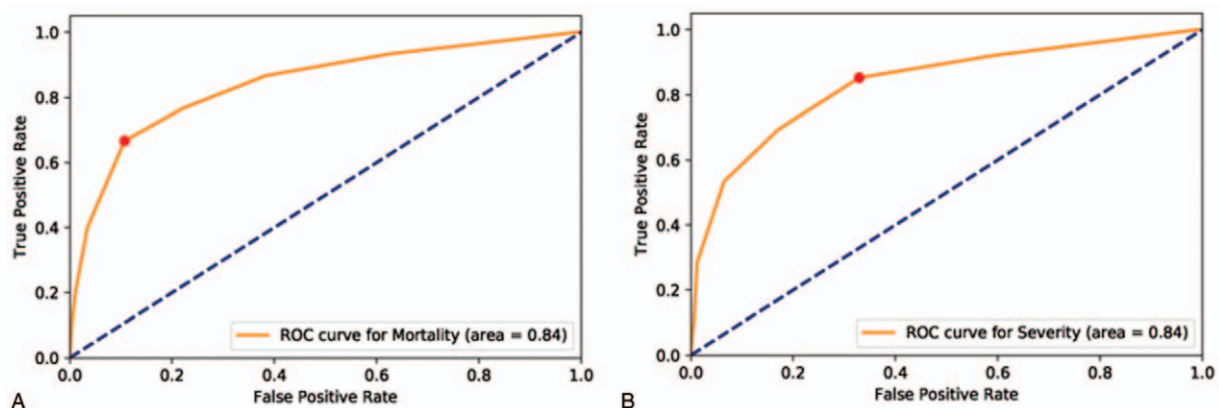 1.0
0.8
0.6
0.4
0.2
0.0
True Positive Rate
ROC curve for Mortality (area = 0.84)
0.0 0.2 0.4 0.6 0.8 1.0
False Positive Rate
A
1.0
0.8
0.6
0.4
0.2
0.0
True Positive Rate
ROC curve for Severity (area = 0.84)
0.0 0.2 0.4 0.6 0.8 1.0
False Positive Rate
B